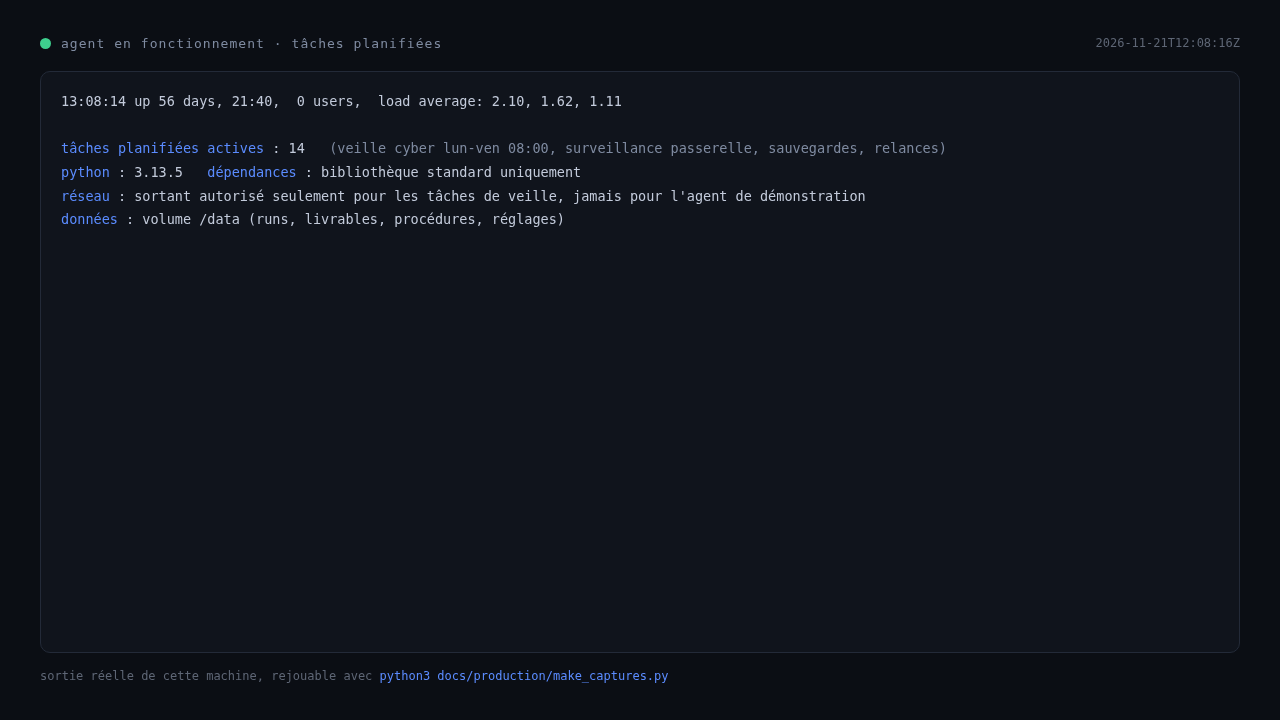 agent en fonctionnement · tâches planifiées
2026-11-21T12:08:16Z
13:08:14 up 56 days, 21:40,  0 users,  load average: 2.10, 1.62, 1.11
tâches planifiées actives : 14   (veille cyber lun-ven 08:00, surveillance passerelle, sauvegardes, relances)
python : 3.13.5   dépendances : bibliothèque standard uniquement
réseau : sortant autorisé seulement pour les tâches de veille, jamais pour l'agent de démonstration
données : volume /data (runs, livrables, procédures, réglages)
sortie réelle de cette machine, rejouable avec python3 docs/production/make_captures.py